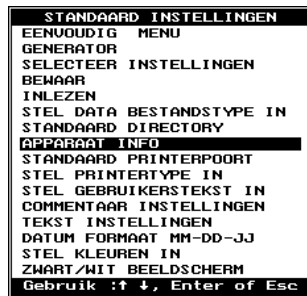 STANDAARD INSTELLINGEN
EENVOUDIG MENU
GENERATOR
SELECTEER INSTELLINGEN
BEWAAR
INLEZEN
STEL DATA BESTANDSTYPE IN
STANDAARD DIRECTORY
APPARAAT INFO
STANDAARD PRINTERPOORT
STEL PRINTERTYPE IN
STEL GEBRUIKERSTEKST IN
COMMENTAAR INSTELLINGEN
TEKST INSTELLINGEN
DATUM FORMAAT MM-DD-JJ
STEL KLEUREN IN
ZWART/WIT BEELDSCHERM
Gebruik :↑ ↓, Enter of Esc